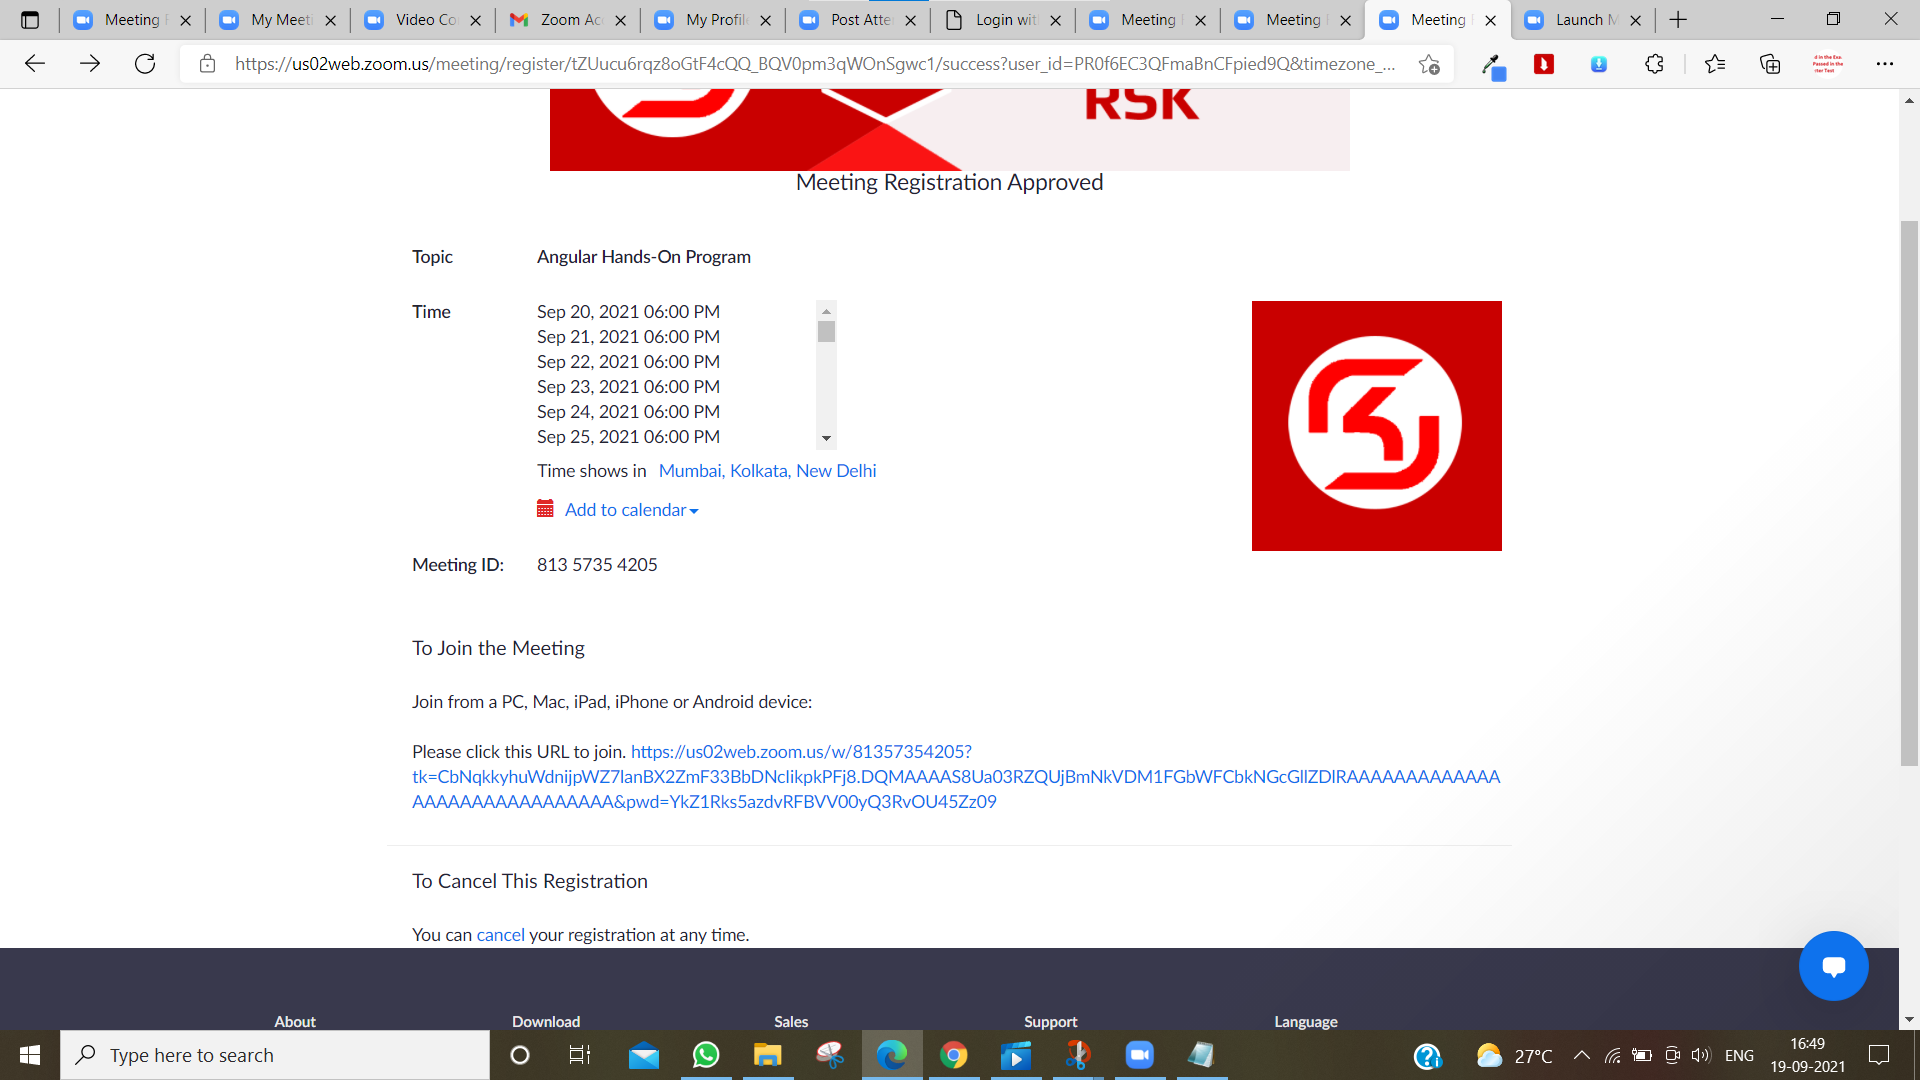 Meeting
My Meeti
Video Co
Zoom Ac
My Profil
Post Atte
Login wit
Meeting
Meeting
Meeting
Launch M
https://us02web.zoom.us/meeting/register/tZUucu6rqz8oGtF4cQQ_BQV0pm3qWOnSgwc1/success?user_id=PR0f6EC3QFmaBnCFpied9Q&timezone_...
RSK
Meeting Registration Approved
Topic Angular Hands-On Program
Time Sep 20, 2021 06:00 PM
Sep 21, 2021 06:00 PM
Sep 22, 2021 06:00 PM
Sep 23, 2021 06:00 PM
Sep 24, 2021 06:00 PM
Sep 25, 2021 06:00 PM
Time shows in Mumbai, Kolkata, New Delhi
Add to calendar
Meeting ID: 813 5735 4205
To Join the Meeting
Join from a PC, Mac, iPad, iPhone or Android device:
Please click this URL to join. https://us02web.zoom.us/w/81357354205?
tk=CbNqkkyhuWdnijpWZ7lanBX2ZmF33BbDNclikpkPFj8.DQMAAAAS8Ua03RZQUjBmNkVDM1FGbWFCbkNGcGllZDlRAAAAAAAAAAAAA
AAAAAAAAAAAAAAAAA&pwd=YkZ1Rks5azdvRFBVV00yQ3RvOU45Zz09
To Cancel This Registration
You can cancel your registration at any time.
About Download Sales Support Language
Type here to search
27°C
ENG
16:49
19-09-2021